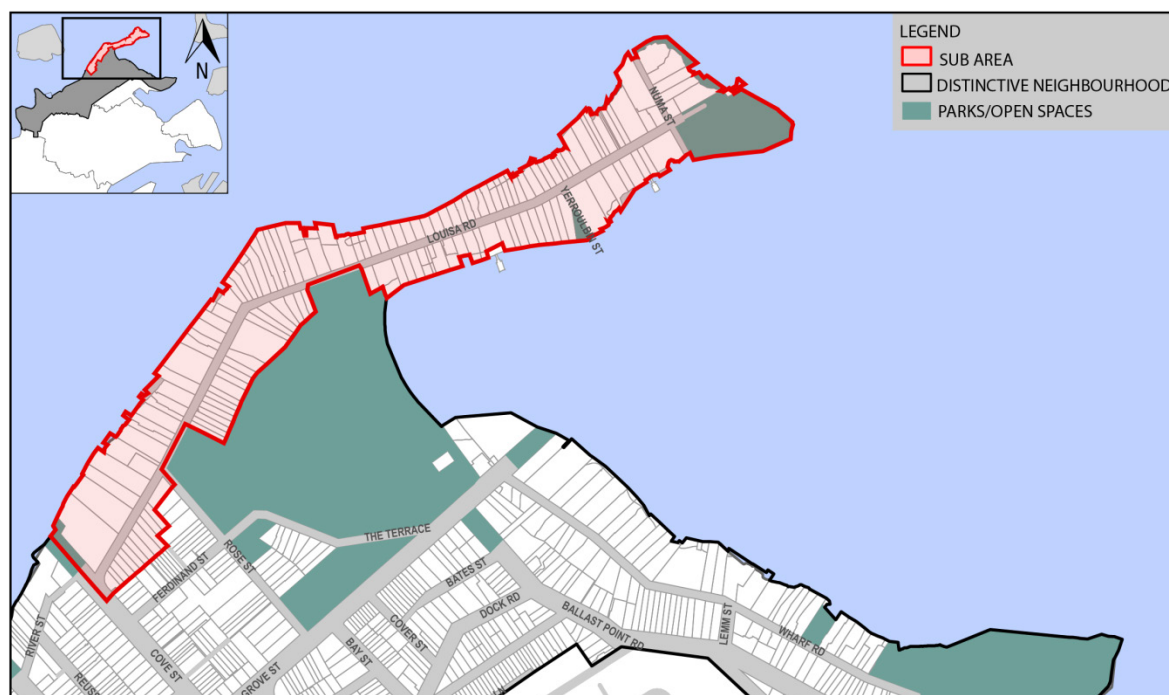 N
LEGEND
SUB AREA
DISTINCTIVE NEIGHBOURHOOD
PARKS/OPEN SPACES
NUMA ST
YERROULBIN ST
LOUISA RD
THE TERRACE
FERDINAND ST
ROSE ST
BATES ST
DOCK RD
COVER ST
BALLAST POINT RD
LEMM ST
WHARF RD
RIVER ST
COVE ST
BAY ST
GROVE ST
REUSS